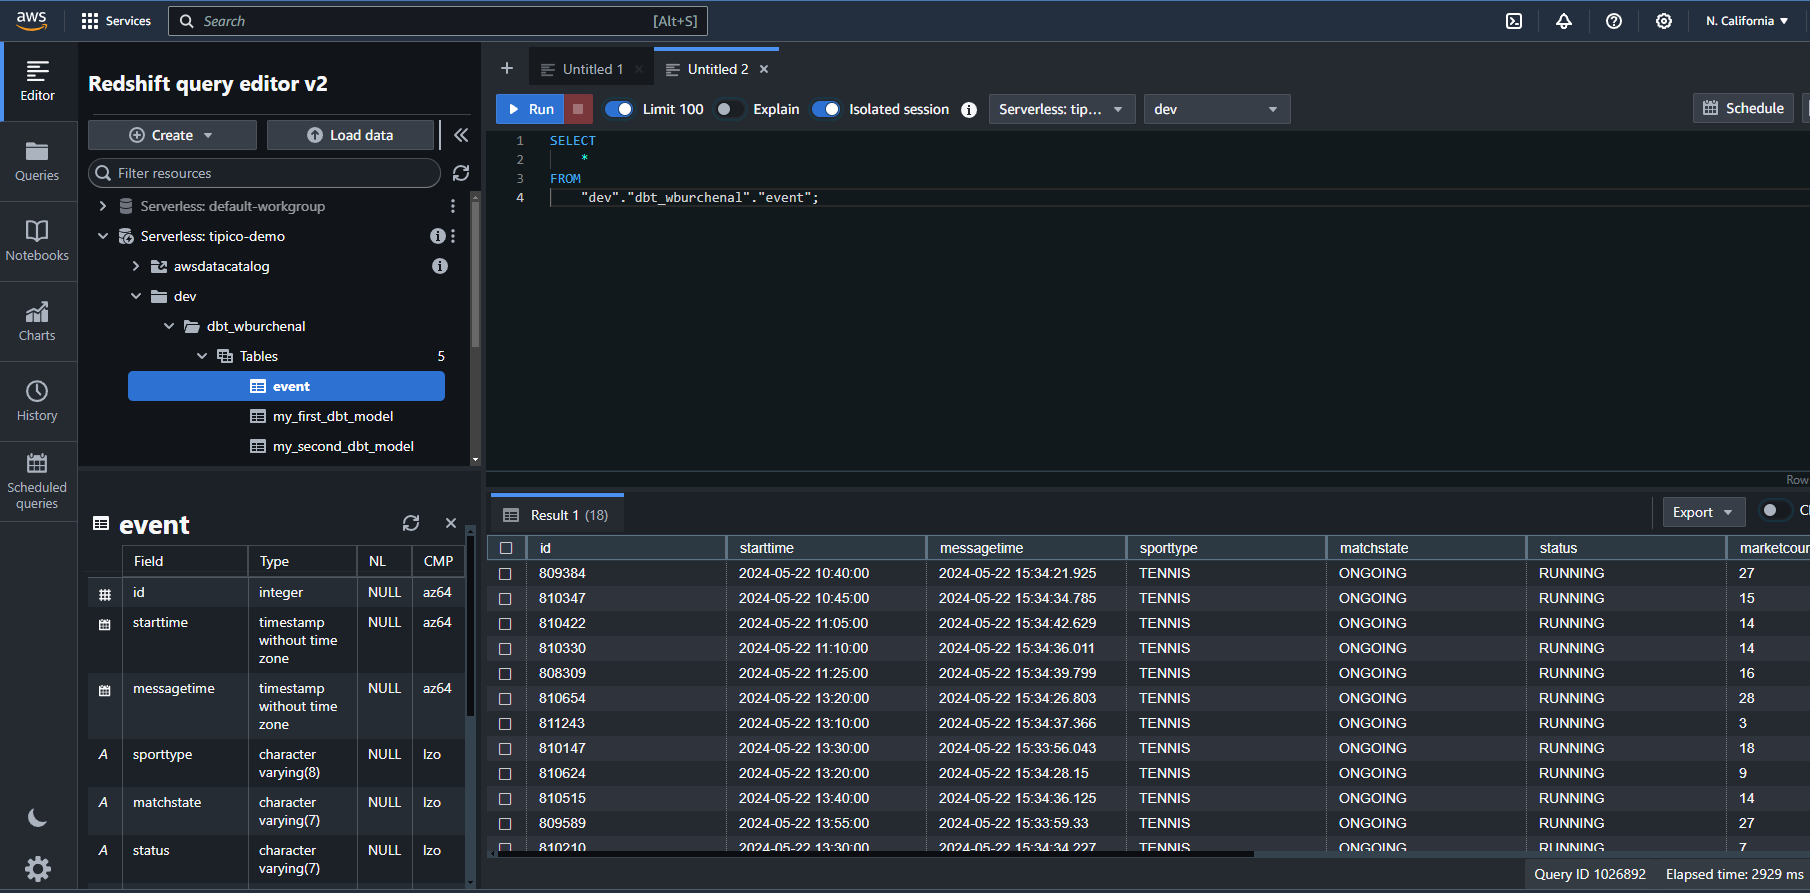 aws
Services
Search
[Alt+S]
N. California
Editor
Queries
Notebooks
Charts
History
Scheduled
queries
Redshift query editor v2
Create
Load data
Filter resources
Serverless: default-workgroup
Serverless: tipico-demo
awsdatacatalog
dev
dbt_wburchenal
Tables 5
event
my_first_dbt_model
my_second_dbt_model
event
Field Type NL CMP
id integer NULL az64
starttime timestamp without time zone NULL az64
messagetime timestamp without time zone NULL az64
A sporttype character varying(8) NULL lzo
A matchstate character varying(7) NULL lzo
A status character varying(7) NULL lzo
Untitled 1
Untitled 2
Run
Limit 100
Explain
Isolated session
Serverless: tip...
dev
Schedule
1 SELECT
2 *
3 FROM
4 "dev"."dbt_wburchenal"."event";
Row
Result 1 (18)
Export
id starttime messagetime sporttype matchstate status marketcoun
809384 2024-05-22 10:40:00 2024-05-22 15:34:21.925 TENNIS ONGOING RUNNING 27
810347 2024-05-22 10:45:00 2024-05-22 15:34:34.785 TENNIS ONGOING RUNNING 15
810422 2024-05-22 11:05:00 2024-05-22 15:34:42.629 TENNIS ONGOING RUNNING 14
810330 2024-05-22 11:10:00 2024-05-22 15:34:36.011 TENNIS ONGOING RUNNING 14
808309 2024-05-22 11:25:00 2024-05-22 15:34:39.799 TENNIS ONGOING RUNNING 16
810654 2024-05-22 13:20:00 2024-05-22 15:34:26.803 TENNIS ONGOING RUNNING 28
811243 2024-05-22 13:10:00 2024-05-22 15:34:37.366 TENNIS ONGOING RUNNING 3
810147 2024-05-22 13:30:00 2024-05-22 15:33:56.043 TENNIS ONGOING RUNNING 18
810624 2024-05-22 13:20:00 2024-05-22 15:34:28.15 TENNIS ONGOING RUNNING 9
810515 2024-05-22 13:40:00 2024-05-22 15:34:36.125 TENNIS ONGOING RUNNING 14
809589 2024-05-22 13:55:00 2024-05-22 15:33:59.33 TENNIS ONGOING RUNNING 27
810210 2024-05-22 13:30:00 2024-05-22 15:34:34.227 TENNIS ONGOING RUNNING 7
Query ID 1026892 Elapsed time: 2929 ms